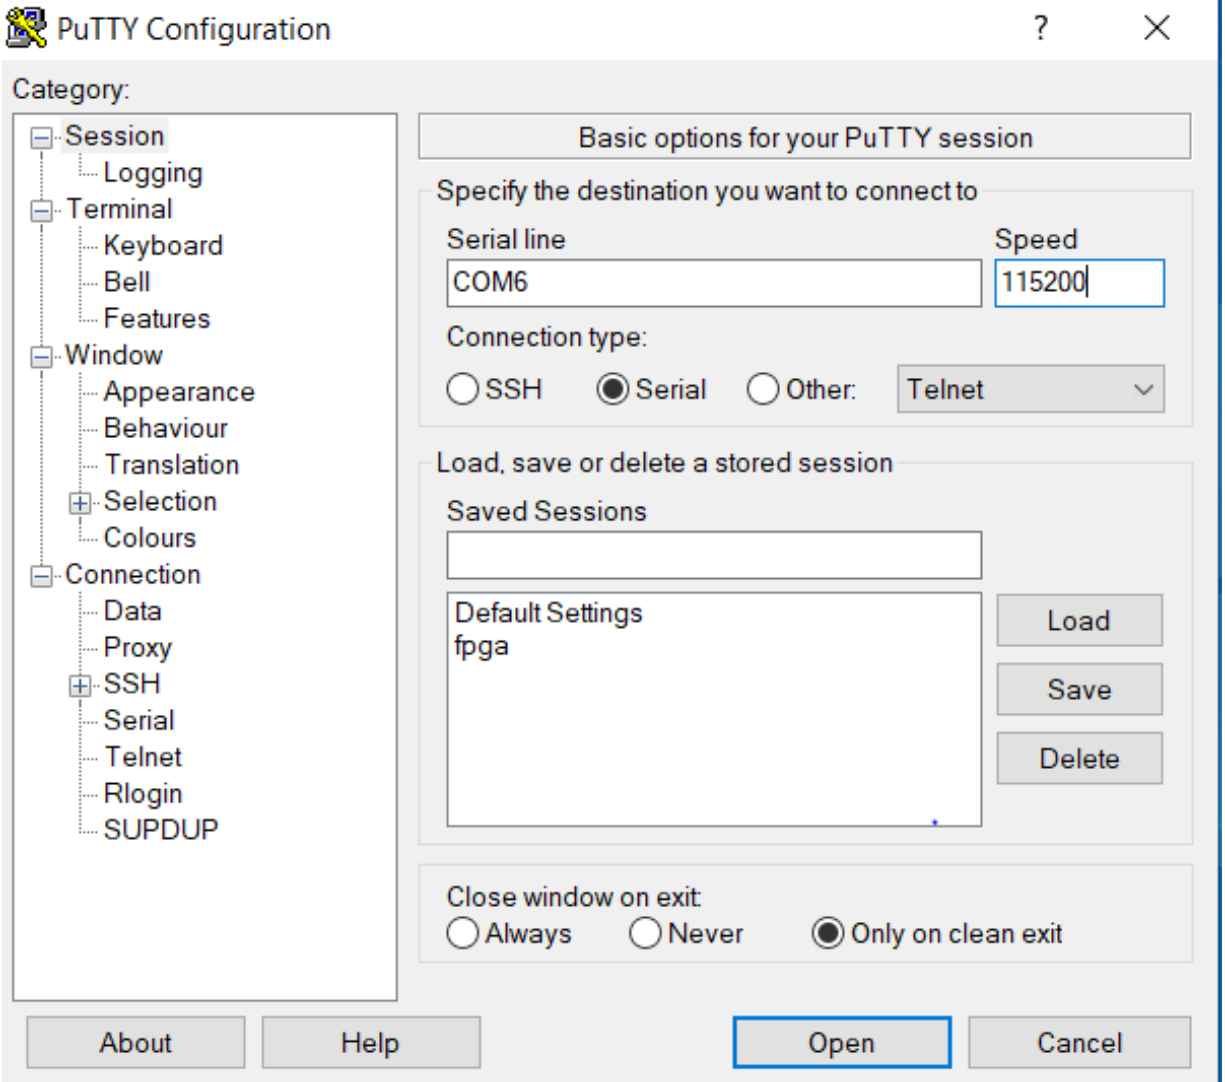 PuTTY Configuration
?
Category:
Session
Logging
Terminal
Keyboard
Bell
Features
Window
Appearance
Behaviour
Translation
Selection
Colours
Connection
Data
Proxy
SSH
Serial
Telnet
Rlogin
SUPDUP
Basic options for your PuTTY session
Specify the destination you want to connect to
Serial line Speed
COM6 115200
Connection type:
SSH Serial Other: Telnet
Load, save or delete a stored session
Saved Sessions
Default Settings
fpga
Load
Save
Delete
Close window on exit:
Always Never Only on clean exit
About Help Open Cancel